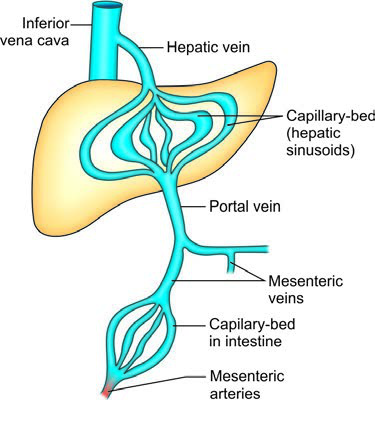 Inferior
vena cava
Hepatic vein
Capillary-bed
(hepatic
sinusoids)
Portal vein
Mesenteric
veins
Capilary-bed
in intestine
Mesenteric
arteries